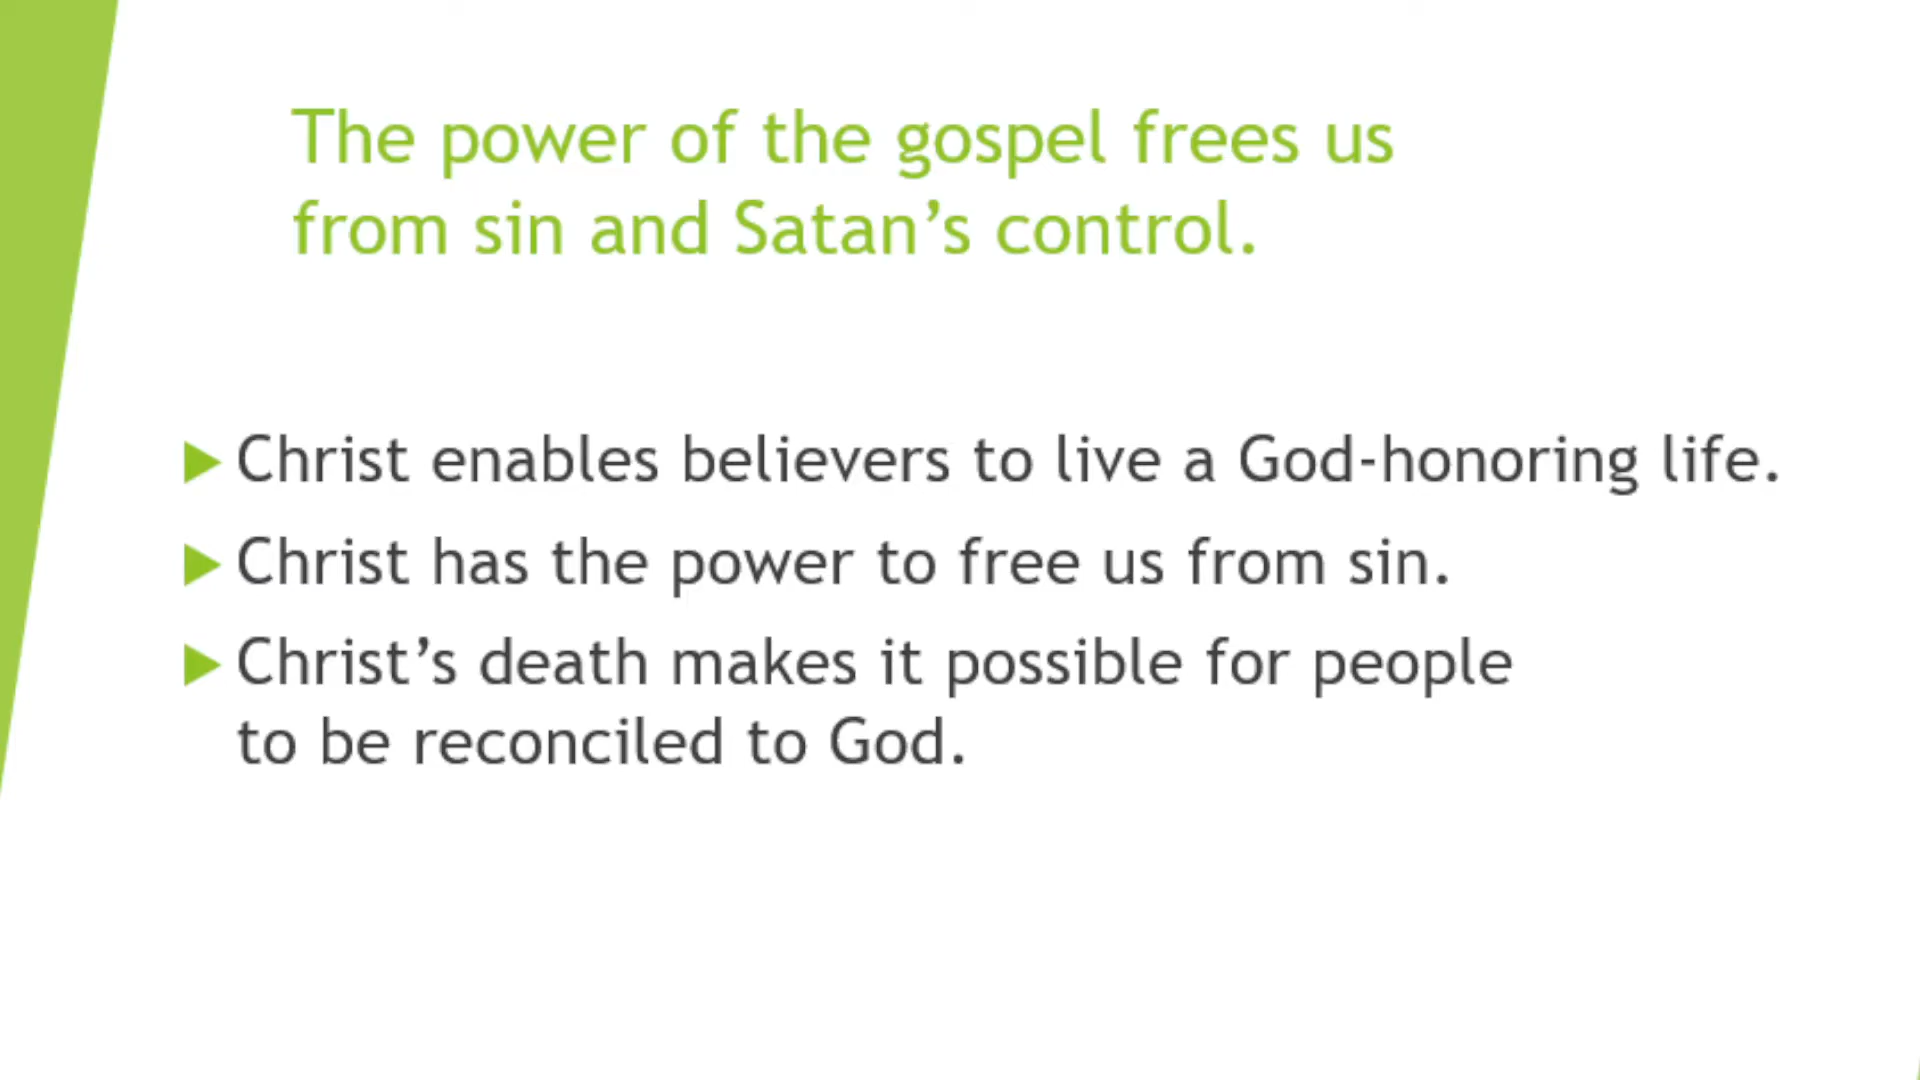 The power of the gospel frees us
from sin and Satan’s control.
Christ enables believers to live a God-honoring life.
Christ has the power to free us from sin.
Christ’s death makes it possible for people
to be reconciled to God.